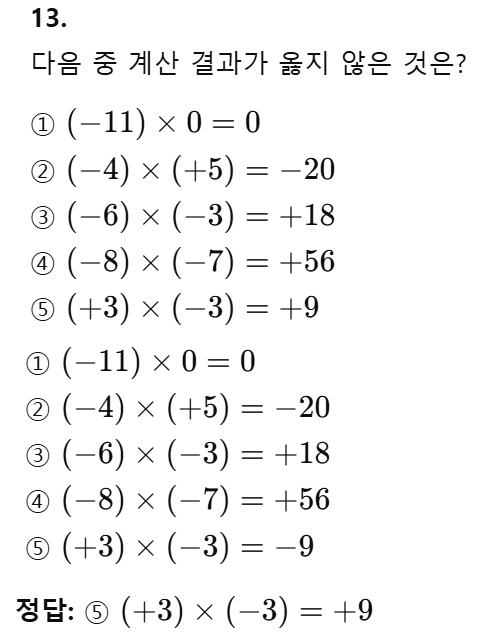 13.
다음 중 계산 결과가 옳지 않은 것은?
① (−11) × 0 = 0
② (−4) × (+5) = −20
③ (−6) × (−3) = +18
④ (−8) × (−7) = +56
⑤ (+3) × (−3) = +9
① (−11) × 0 = 0
② (−4) × (+5) = −20
③ (−6) × (−3) = +18
④ (−8) × (−7) = +56
⑤ (+3) × (−3) = −9
정답: ⑤ (+3) × (−3) = +9